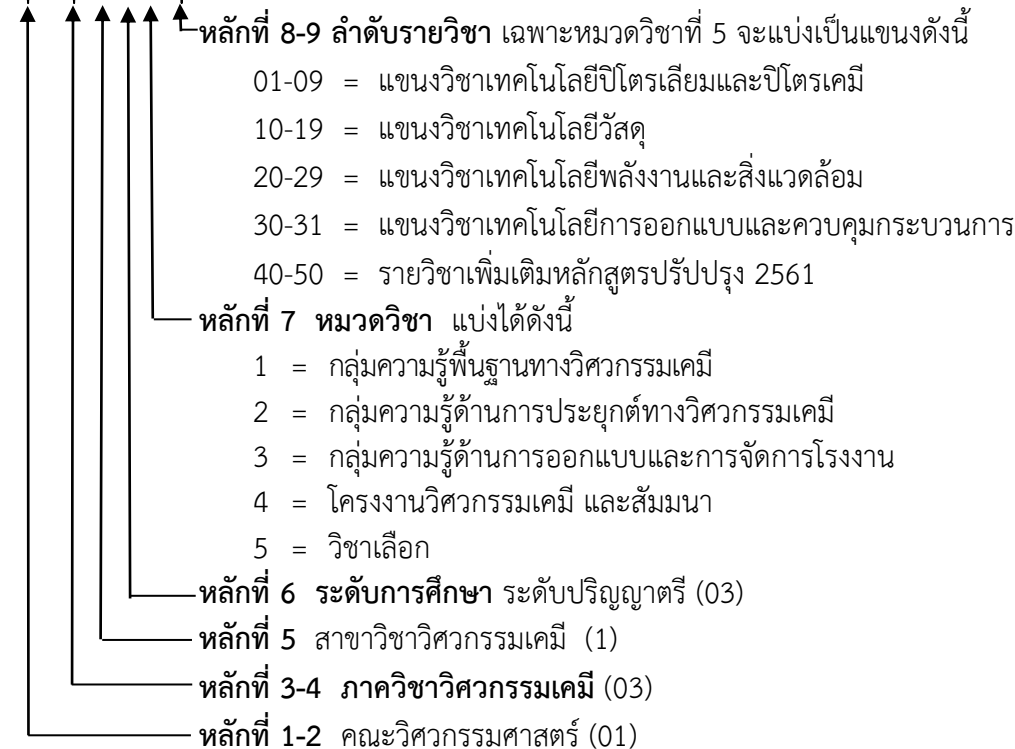 หลักที่ 8-9 ลำดับรายวิชา เฉพาะหมวดวิชาที่ 5 จะแบ่งเป็นแขนงดังนี้
01-09 = แขนงวิชาเทคโนโลยีปิโตรเลียมและปิโตรเคมี
10-19 = แขนงวิชาเทคโนโลยีวัสดุ
20-29 = แขนงวิชาเทคโนโลยีพลังงานและสิ่งแวดล้อม
30-31 = แขนงวิชาเทคโนโลยีการออกแบบและควบคุมกระบวนการ
40-50 = รายวิชาเพิ่มเติมหลักสูตรปรัปปรุง 2561
หลักที่ 7 หมวดวิชา แบ่งได้ดังนี้
1 = กลุ่มความรู้พื้นฐานทางวิศวกรรมเคมี
2 = กลุ่มความรู้ด้านการประยุกต์ทางวิศวกรรมเคมี
3 = กลุ่มความรู้ด้านการออกแบบและการจัดการโรงงาน
4 = โครงงานวิศวกรรมเคมี และสัมมนา
5 = วิชาเลือก
หลักที่ 6 ระดับการศึกษา ระดับปริญญาตรี (03)
หลักที่ 5 สาขาวิชาวิศวกรรมเคมี (1)
หลักที่ 3-4 ภาควิชาวิศวกรรมเคมี (03)
หลักที่ 1-2 คณะวิศวกรรมศาสตร์ (01)